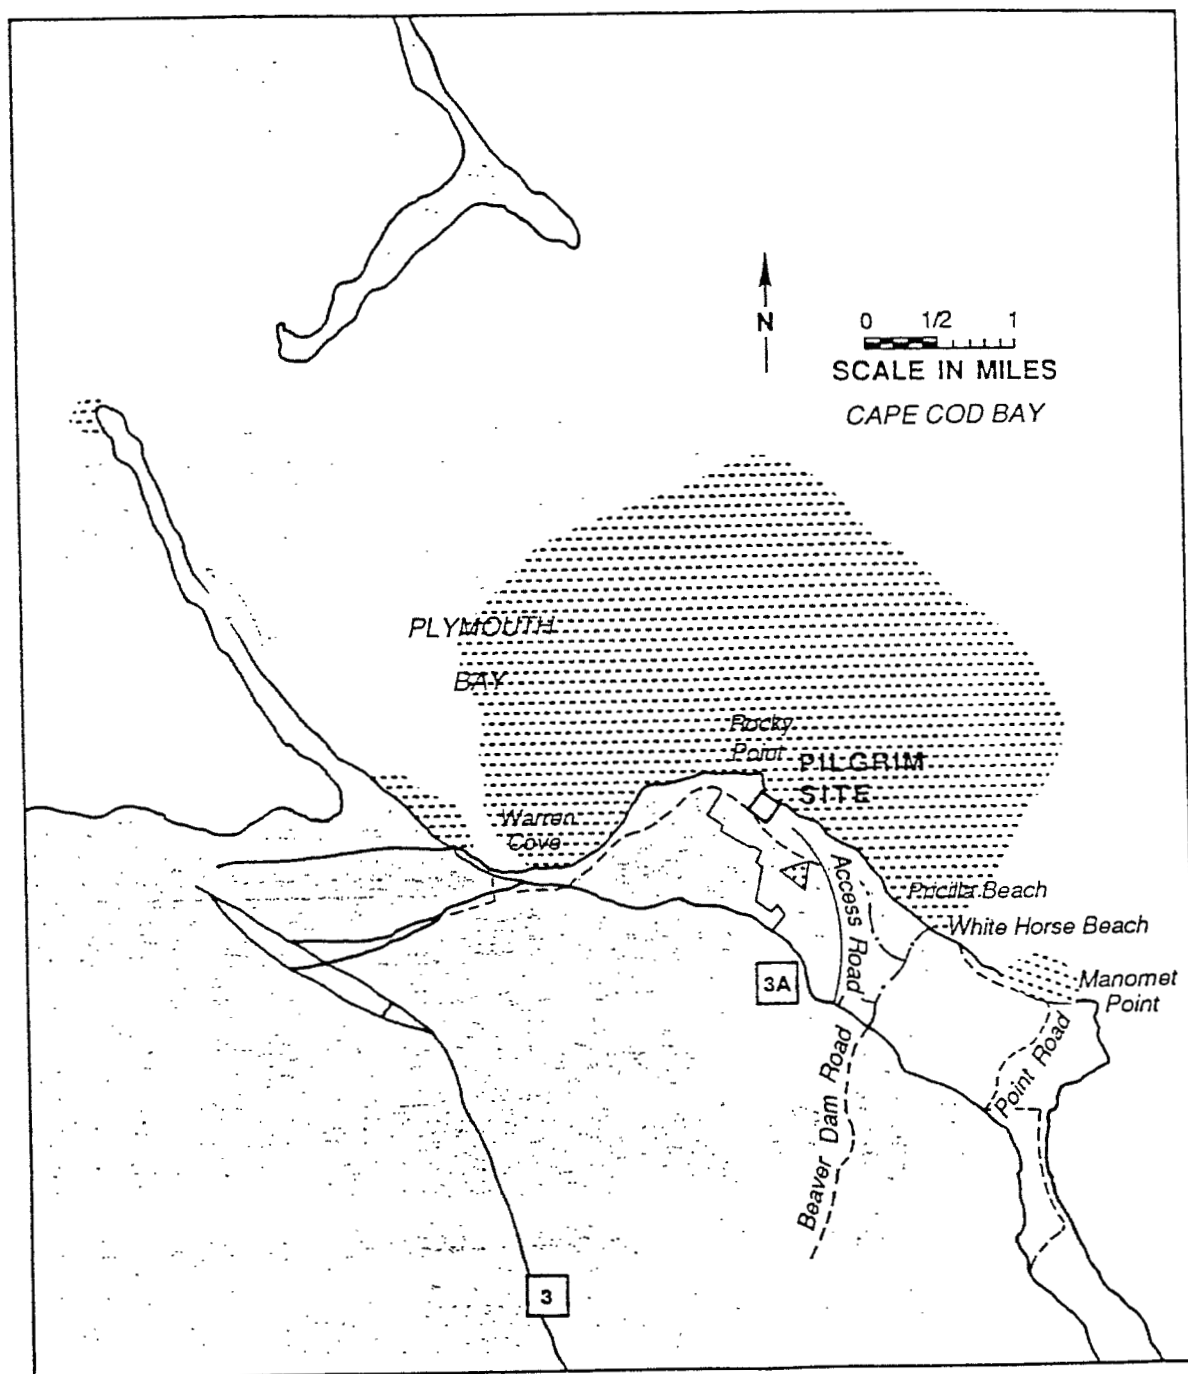 N
0 1/2 1
SCALE IN MILES
CAPE COD BAY
PLYMOUTH
BAY
Rocky
Point
PILGRIM
SITE
Warren
Cove
Access Road
Pricilla Beach
White Horse Beach
3A
Manomet
Point
Point Road
Beaver Dam Road
3